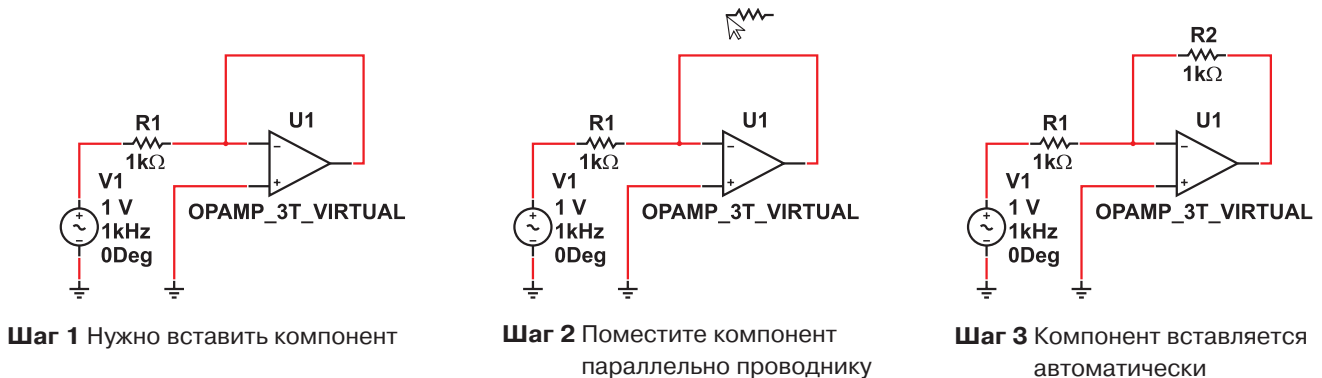 R1
1kΩ
U1
−
+
V1
1 V
1kHz
0Deg
OPAMP_3T_VIRTUAL
Шаг 1 Нужно вставить компонент
R1
1kΩ
U1
−
+
V1
1 V
1kHz
0Deg
OPAMP_3T_VIRTUAL
Шаг 2 Поместите компонент
параллельно проводнику
R2
1kΩ
R1
1kΩ
U1
−
+
V1
1 V
1kHz
0Deg
OPAMP_3T_VIRTUAL
Шаг 3 Компонент вставляется
автоматически